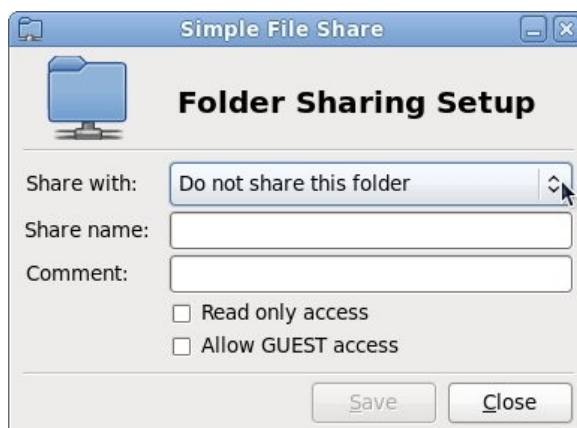 Simple File Share
Folder Sharing Setup
Share with: Do not share this folder
Share name:
Comment:
Read only access
Allow GUEST access
Save Close